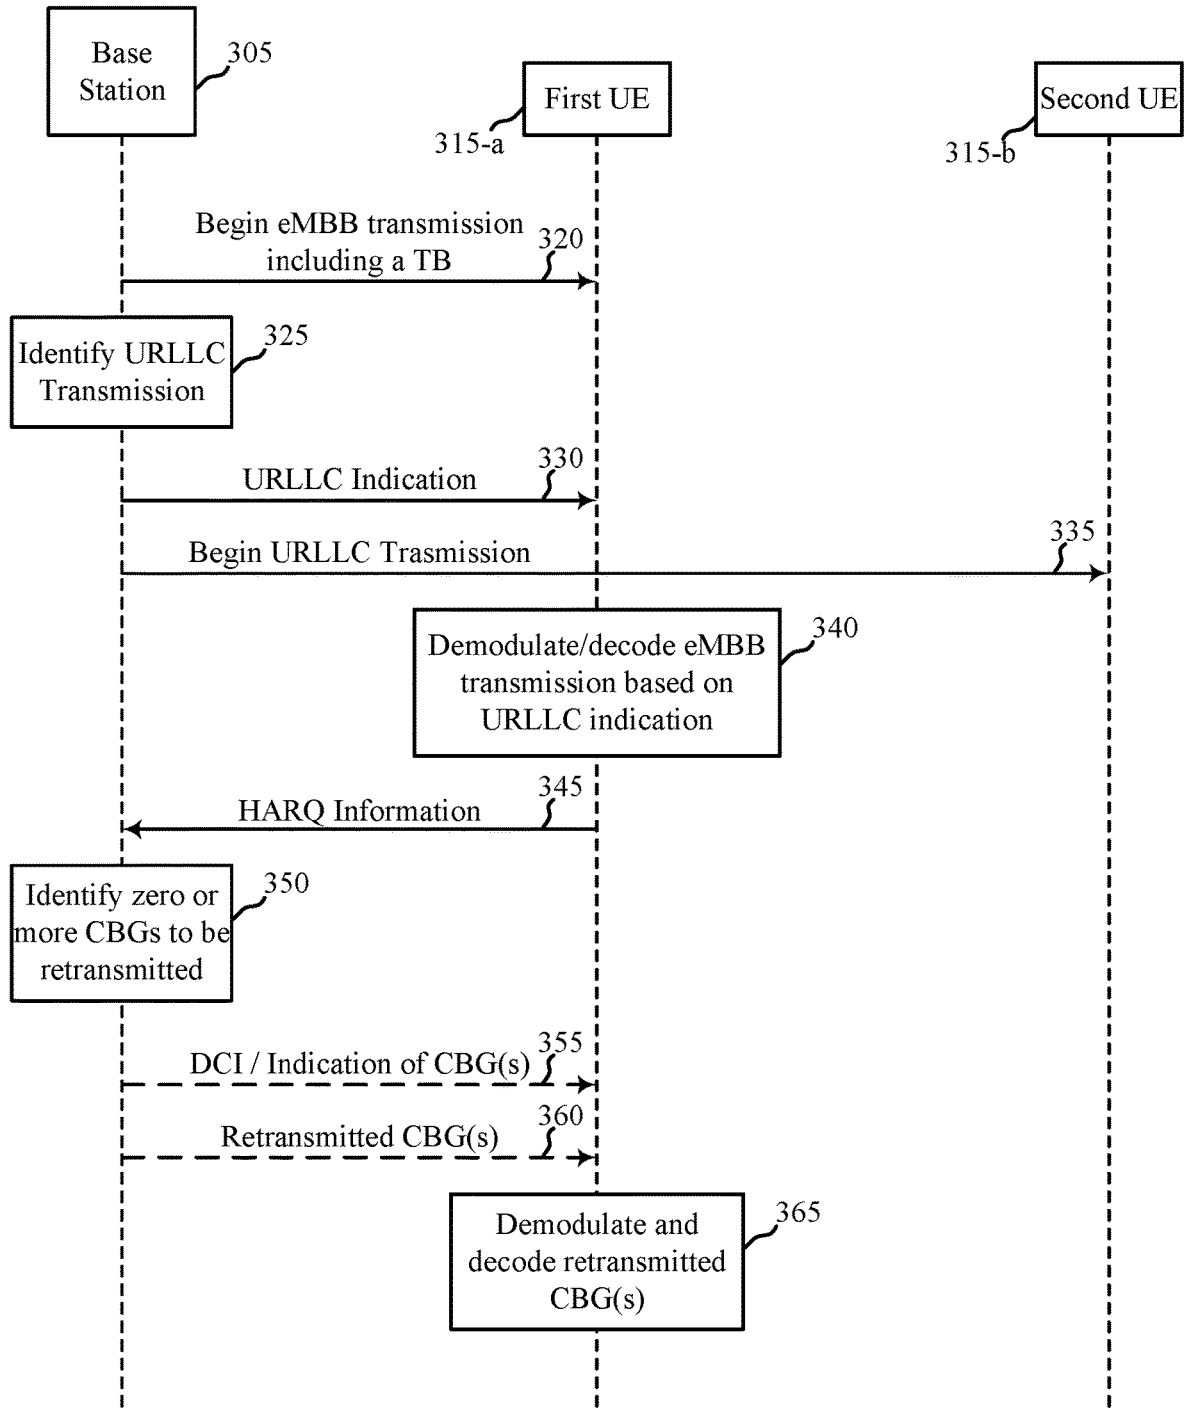 Base
Station
305
First UE
315-a
Second UE
315-b
Begin eMBB transmission
including a TB
320
Identify URLLC
Transmission
325
URLLC Indication
330
Begin URLLC Trasmission
335
Demodulate/decode eMBB
transmission based on
URLLC indication
340
HARQ Information
345
Identify zero or
more CBGs to be
retransmitted
350
DCI / Indication of CBG(s)
355
Retransmitted CBG(s)
360
Demodulate and
decode retransmitted
CBG(s)
365